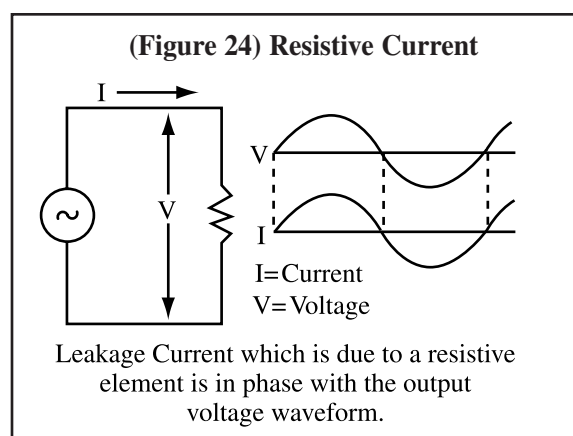 (Figure 24) Resistive Current
I
V
V
I
I=Current
V=Voltage
Leakage Current which is due to a resistive
element is in phase with the output
voltage waveform.